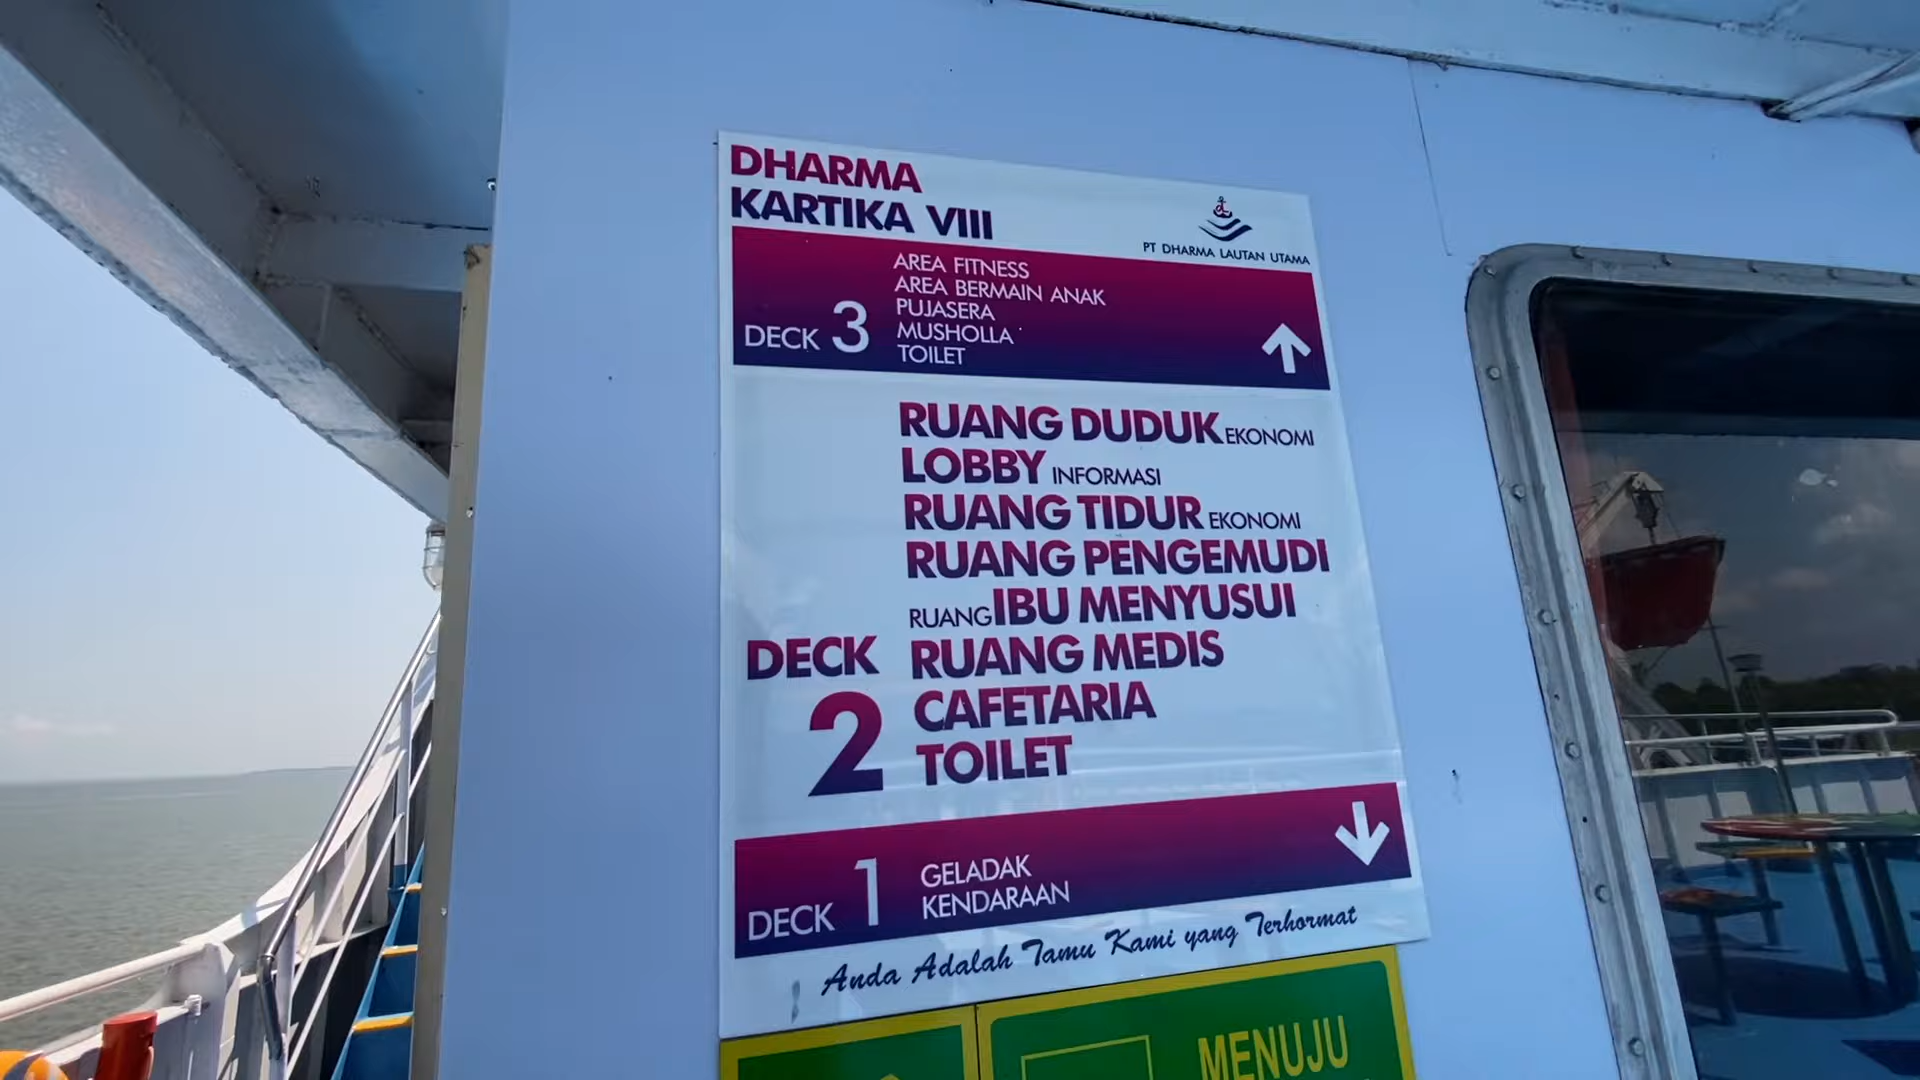 DHARMA
KARTIKA VIII
PT DHARMA LAUTAN UTAMA
DECK 3
AREA FITNESS
AREA BERMAIN ANAK
PUJASERA
MUSHOLLA
TOILET
DECK 2
RUANG DUDUK EKONOMI
LOBBY INFORMASI
RUANG TIDUR EKONOMI
RUANG PENGEMUDI
RUANG IBU MENYUSUI
RUANG MEDIS
CAFETARIA
TOILET
DECK 1
GELADAK
KENDARAAN
Anda Adalah Tamu Kami yang Terhormat
MENUJU